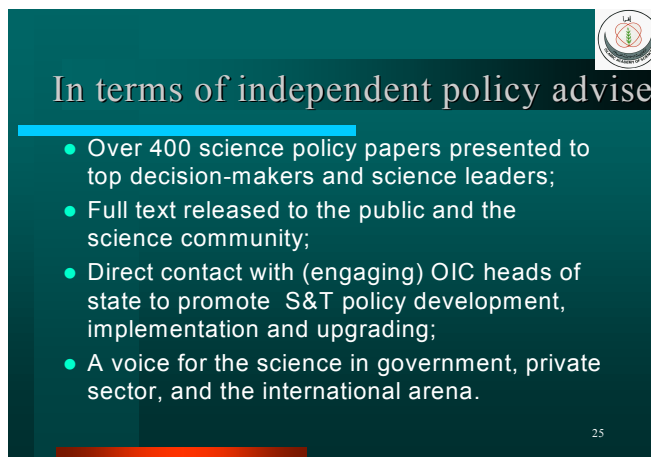 In terms of independent policy advise
Over 400 science policy papers presented to
top decision-makers and science leaders;
Full text released to the public and the
science community;
Direct contact with (engaging) OIC heads of
state to promote S&T policy development,
implementation and upgrading;
A voice for the science in government, private
sector, and the international arena.
25